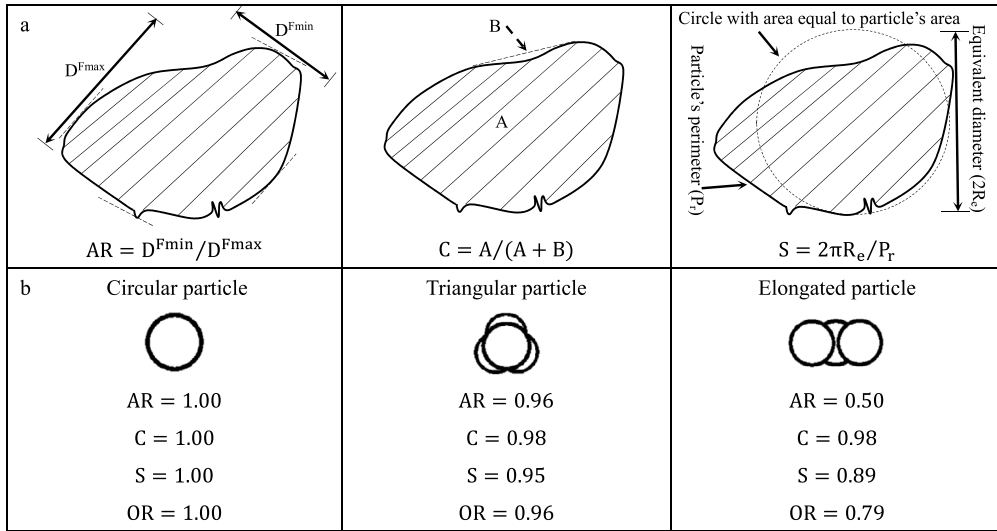 a
D^Fmax
D^Fmin
AR = D^Fmin/D^Fmax
B
A
C = A/(A + B)
Circle with area equal to particle's area
Particle's perimeter (Pᵣ)
Equivalent diameter (2Rₑ)
S = 2πRₑ/Pᵣ
b
Circular particle
AR = 1.00
C = 1.00
S = 1.00
OR = 1.00
Triangular particle
AR = 0.96
C = 0.98
S = 0.95
OR = 0.96
Elongated particle
AR = 0.50
C = 0.98
S = 0.89
OR = 0.79